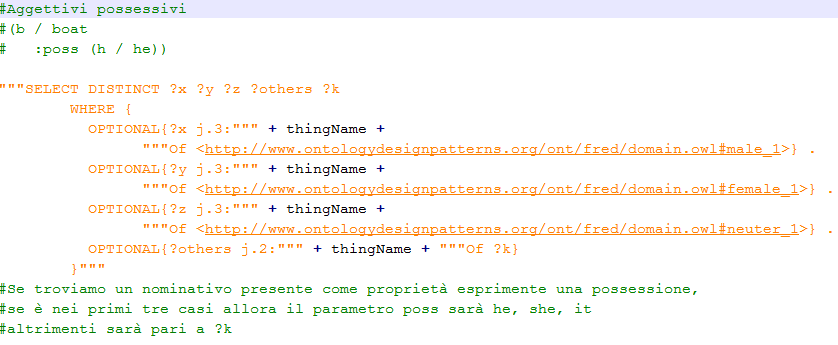 #Aggettivi possessivi
#(b / boat
#   :poss (h / he))
"""SELECT DISTINCT ?x ?y ?z ?others ?k
WHERE {
OPTIONAL{?x j.3:""" + thingName +
"""Of <http://www.ontologydesignpatterns.org/ont/fred/domain.owl#male_1>} .
OPTIONAL{?y j.3:""" + thingName +
"""Of <http://www.ontologydesignpatterns.org/ont/fred/domain.owl#female_1>} .
OPTIONAL{?z j.3:""" + thingName +
"""Of <http://www.ontologydesignpatterns.org/ont/fred/domain.owl#neuter_1>} .
OPTIONAL{?others j.2:""" + thingName + """Of ?k}
}"""
#Se troviamo un nominativo presente come proprietà esprimente una possessione,
#se è nei primi tre casi allora il parametro poss sarà he, she, it
#altrimenti sarà pari a ?k